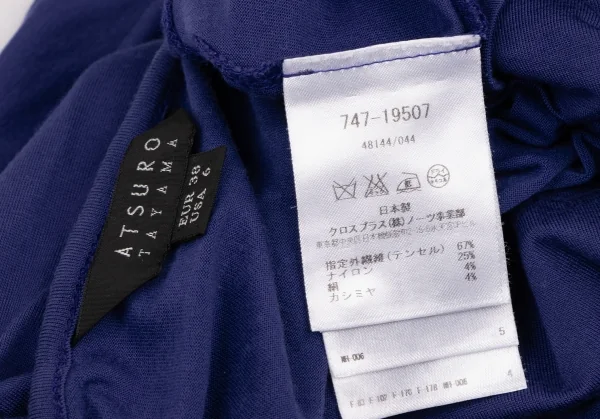 ATSURO
TAYAMA
EUR 38
USA 6
747-19507
48144/044
日本製
クロスプラス(株)ノーツ事業部
指定外繊維(テンセル) 67%
ナイロン 25%
絹 4%
カシミヤ 4%
WH-006 5
4